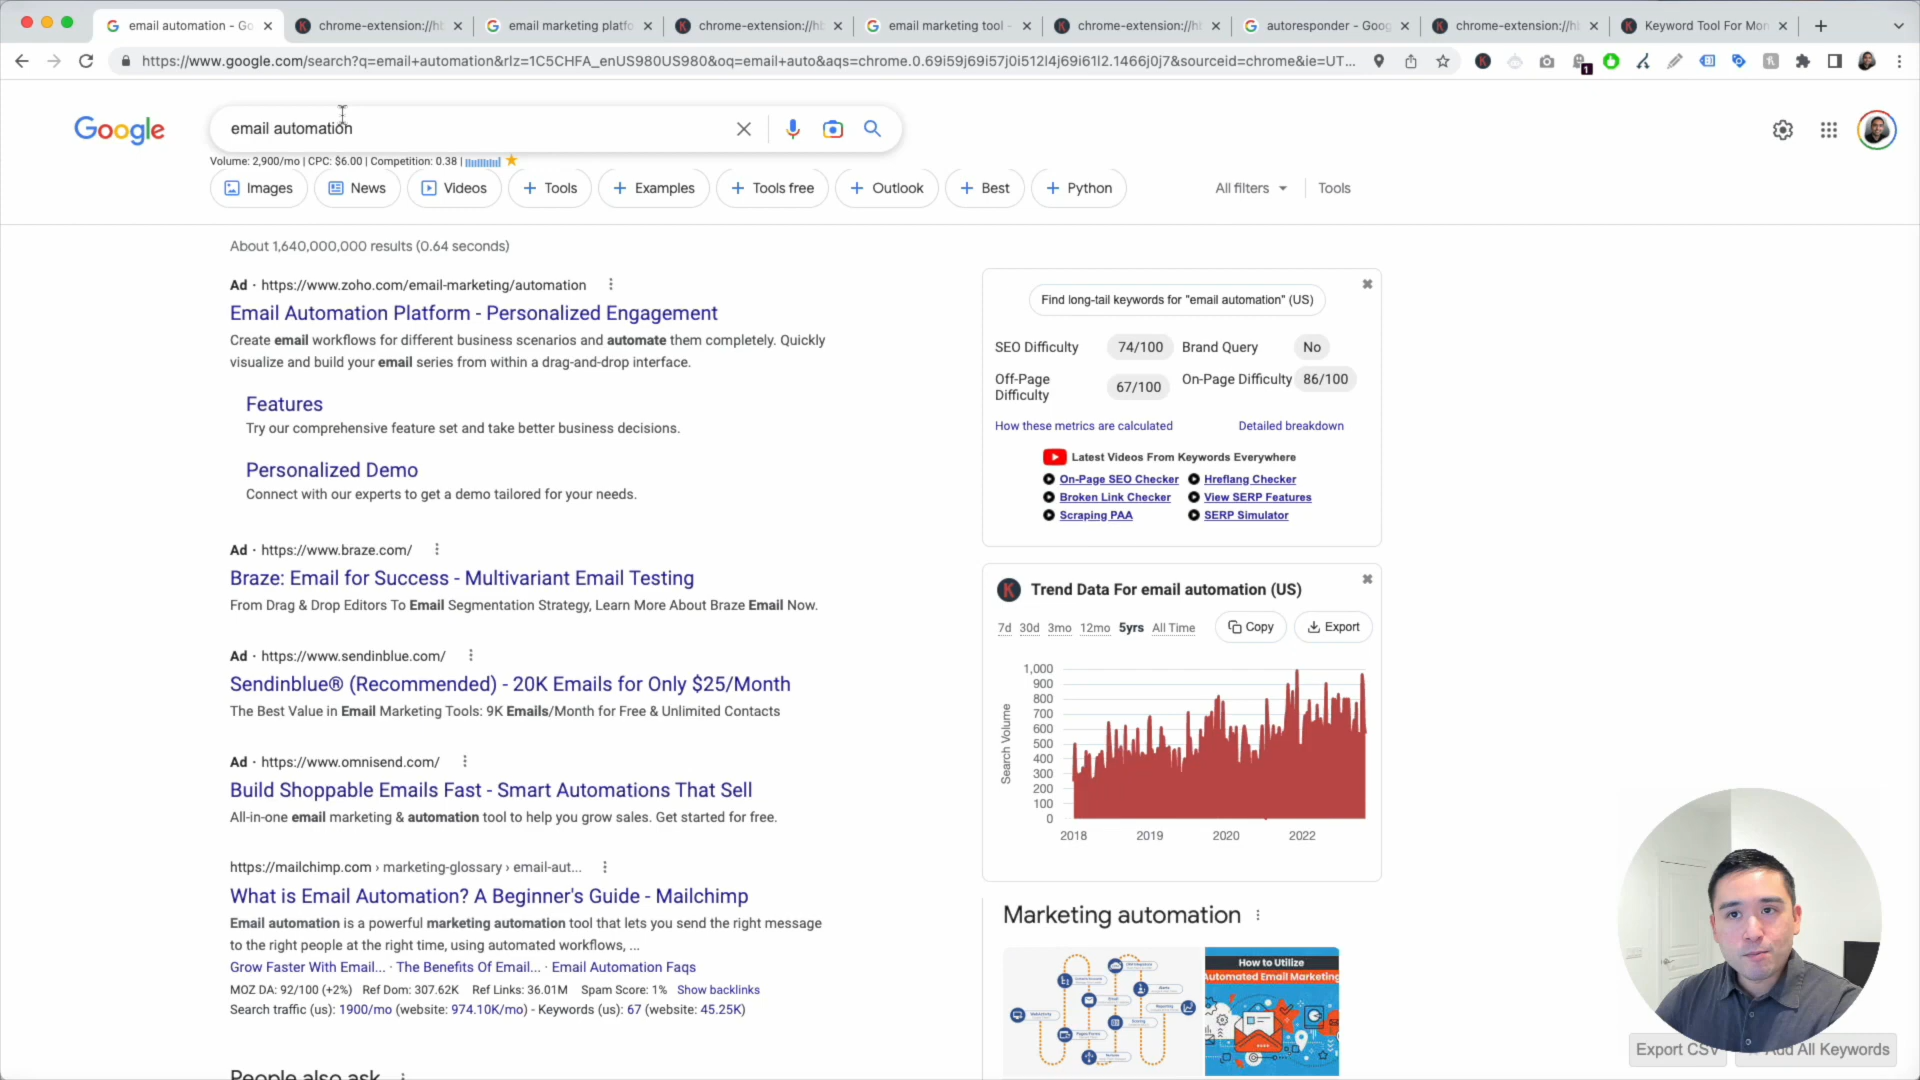 email automation - Go
chrome-extension://hb
email marketing platfo
chrome-extension://hb
email marketing tool -
chrome-extension://hb
autoresponder - Goog
chrome-extension://hb
Keyword Tool For Mon
https://www.google.com/search?q=email+automation&rlz=1C5CHFA_enUS980US980&oq=email+auto&aqs=chrome.0.69i59j69i57j0i512l4j69i61l2.1466j0j7&sourceid=chrome&ie=UT...
1
Google
email automation
Volume: 2,900/mo | CPC: $6.00 | Competition: 0.38 |
Images
News
Videos
+ Tools
+ Examples
+ Tools free
+ Outlook
+ Best
+ Python
All filters
Tools
About 1,640,000,000 results (0.64 seconds)
Ad · https://www.zoho.com/email-marketing/automation
Email Automation Platform - Personalized Engagement
Create email workflows for different business scenarios and automate them completely. Quickly
visualize and build your email series from within a drag-and-drop interface.
Features
Try our comprehensive feature set and take better business decisions.
Personalized Demo
Connect with our experts to get a demo tailored for your needs.
Ad · https://www.braze.com/
Braze: Email for Success - Multivariant Email Testing
From Drag & Drop Editors To Email Segmentation Strategy, Learn More About Braze Email Now.
Ad · https://www.sendinblue.com/
Sendinblue® (Recommended) - 20K Emails for Only $25/Month
The Best Value in Email Marketing Tools: 9K Emails/Month for Free & Unlimited Contacts
Ad · https://www.omnisend.com/
Build Shoppable Emails Fast - Smart Automations That Sell
All-in-one email marketing & automation tool to help you grow sales. Get started for free.
https://mailchimp.com › marketing-glossary › email-aut...
What is Email Automation? A Beginner's Guide - Mailchimp
Email automation is a powerful marketing automation tool that lets you send the right message
to the right people at the right time, using automated workflows, ...
Grow Faster With Email... · The Benefits Of Email... · Email Automation Faqs
MOZ DA: 92/100 (+2%) Ref Dom: 307.62K Ref Links: 36.01M Spam Score: 1% Show backlinks
Search traffic (us): 1900/mo (website: 974.10K/mo) - Keywords (us): 67 (website: 45.25K)
People also ask
Find long-tail keywords for "email automation" (US)
SEO Difficulty 74/100 Brand Query No
Off-Page Difficulty 67/100 On-Page Difficulty 86/100
How these metrics are calculated
Detailed breakdown
Latest Videos From Keywords Everywhere
On-Page SEO Checker
Hreflang Checker
Broken Link Checker
View SERP Features
Scraping PAA
SERP Simulator
K
Trend Data For email automation (US)
7d 30d 3mo 12mo 5yrs All Time
Copy
Export
Search Volume
1,000
900
800
700
600
500
400
300
200
100
0
2018 2019 2020 2022
Marketing automation
How to Utilize
Automated Email Marketing
Export CSV
Add All Keywords